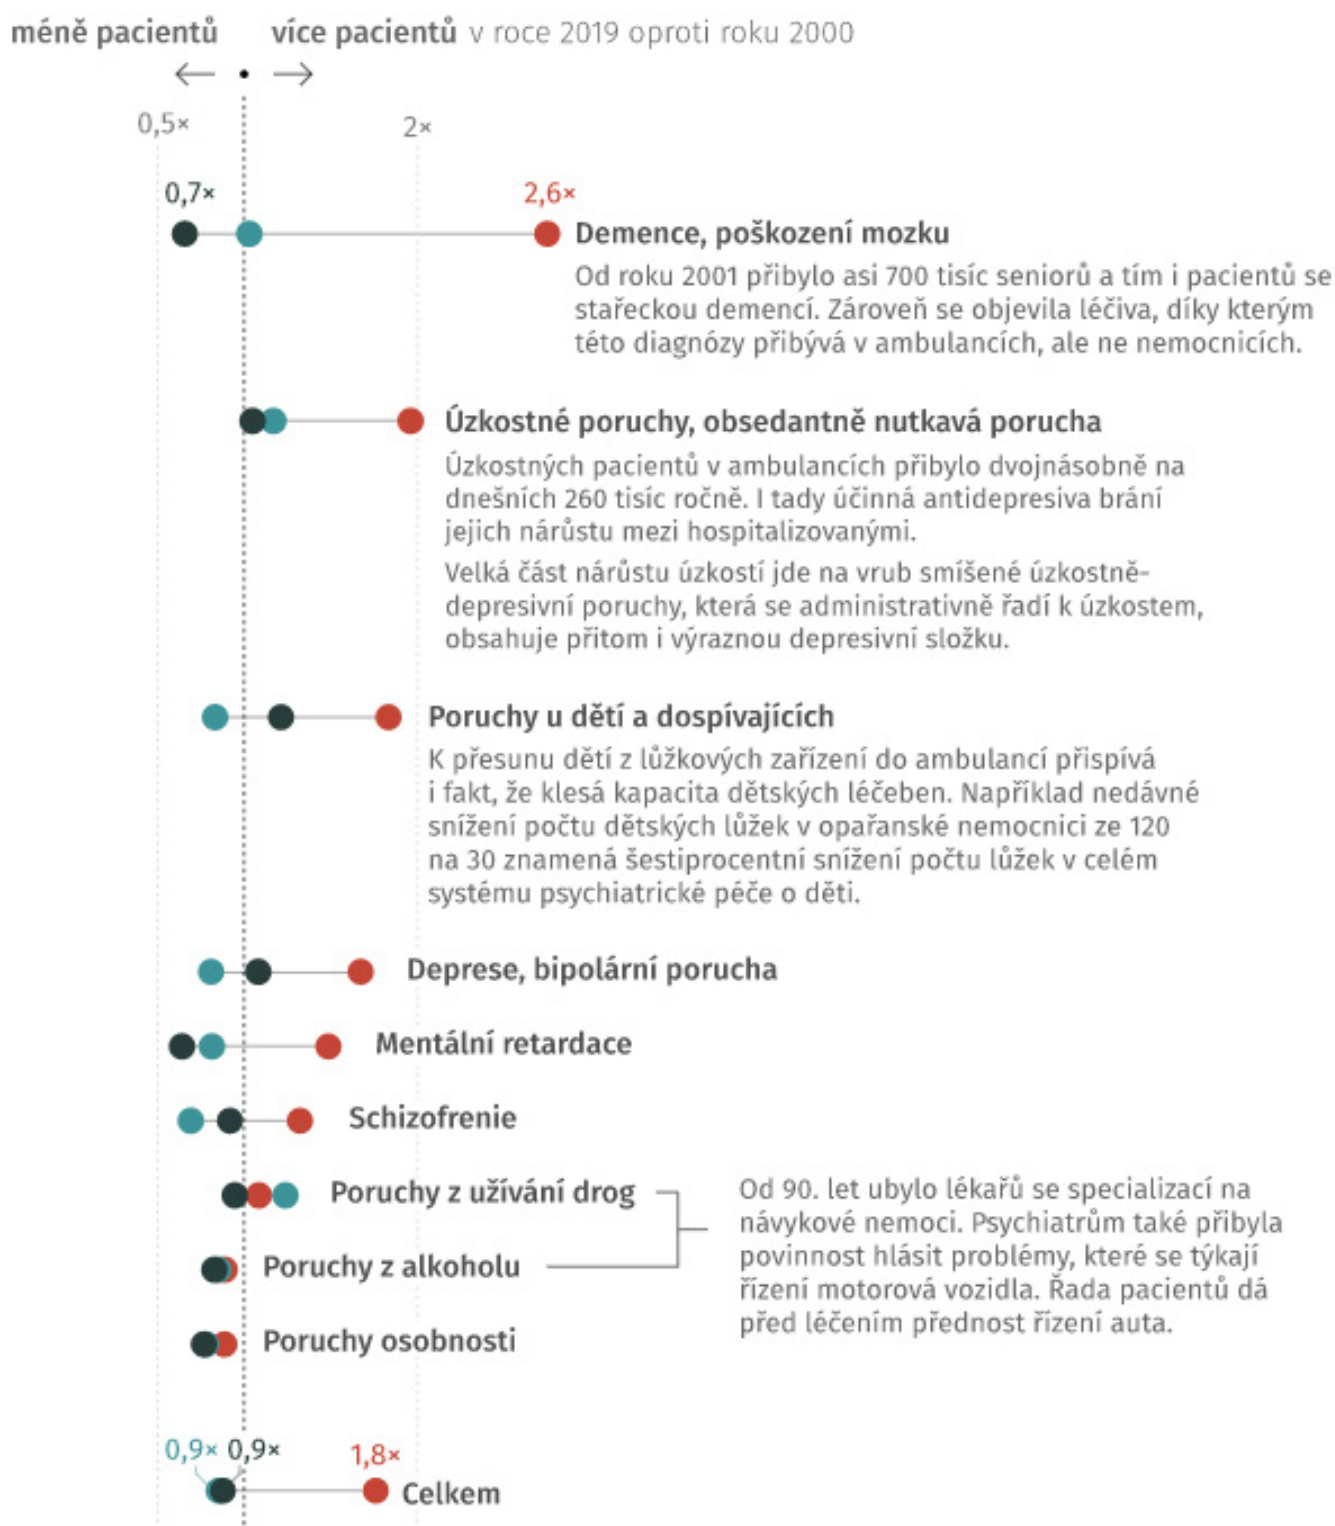 méně pacientů více pacientů v roce 2019 oproti roku 2000
0,5× 2×
0,7× 2,6×
Demence, poškození mozku
Od roku 2001 přibylo asi 700 tisíc seniorů a tím i pacientů se
stařeckou demencí. Zároveň se objevila léčiva, díky kterým
této diagnózy přibývá v ambulancích, ale ne nemocnicích.
Úzkostné poruchy, obsedantně nutkavá porucha
Úzkostných pacientů v ambulancích přibylo dvojnásobně na
dnešních 260 tisíc ročně. I tady účinná antidepresiva brání
jejich nárůstu mezi hospitalizovanými.
Velká část nárůstu úzkostí jde na vrub smíšené úzkostně-
depresivní poruchy, která se administrativně řadí k úzkostem,
obsahuje přitom i výraznou depresivní složku.
Poruchy u dětí a dospívajících
K přesunu dětí z lůžkových zařízení do ambulancí přispívá
i fakt, že klesá kapacita dětských léčeben. Například nedávné
snížení počtu dětských lůžek v opařanské nemocnici ze 120
na 30 znamená šestiprocentní snížení počtu lůžek v celém
systému psychiatrické péče o děti.
Deprese, bipolární porucha
Mentální retardace
Schizofrenie
Poruchy z užívání drog
Poruchy z alkoholu
Od 90. let ubylo lékařů se specializací na
návykové nemoci. Psychiatrům také přibyla
povinnost hlásit problémy, které se týkají
řízení motorová vozidla. Řada pacientů dá
před léčením přednost řízení auta.
Poruchy osobnosti
0,9× 0,9× 1,8×
Celkem